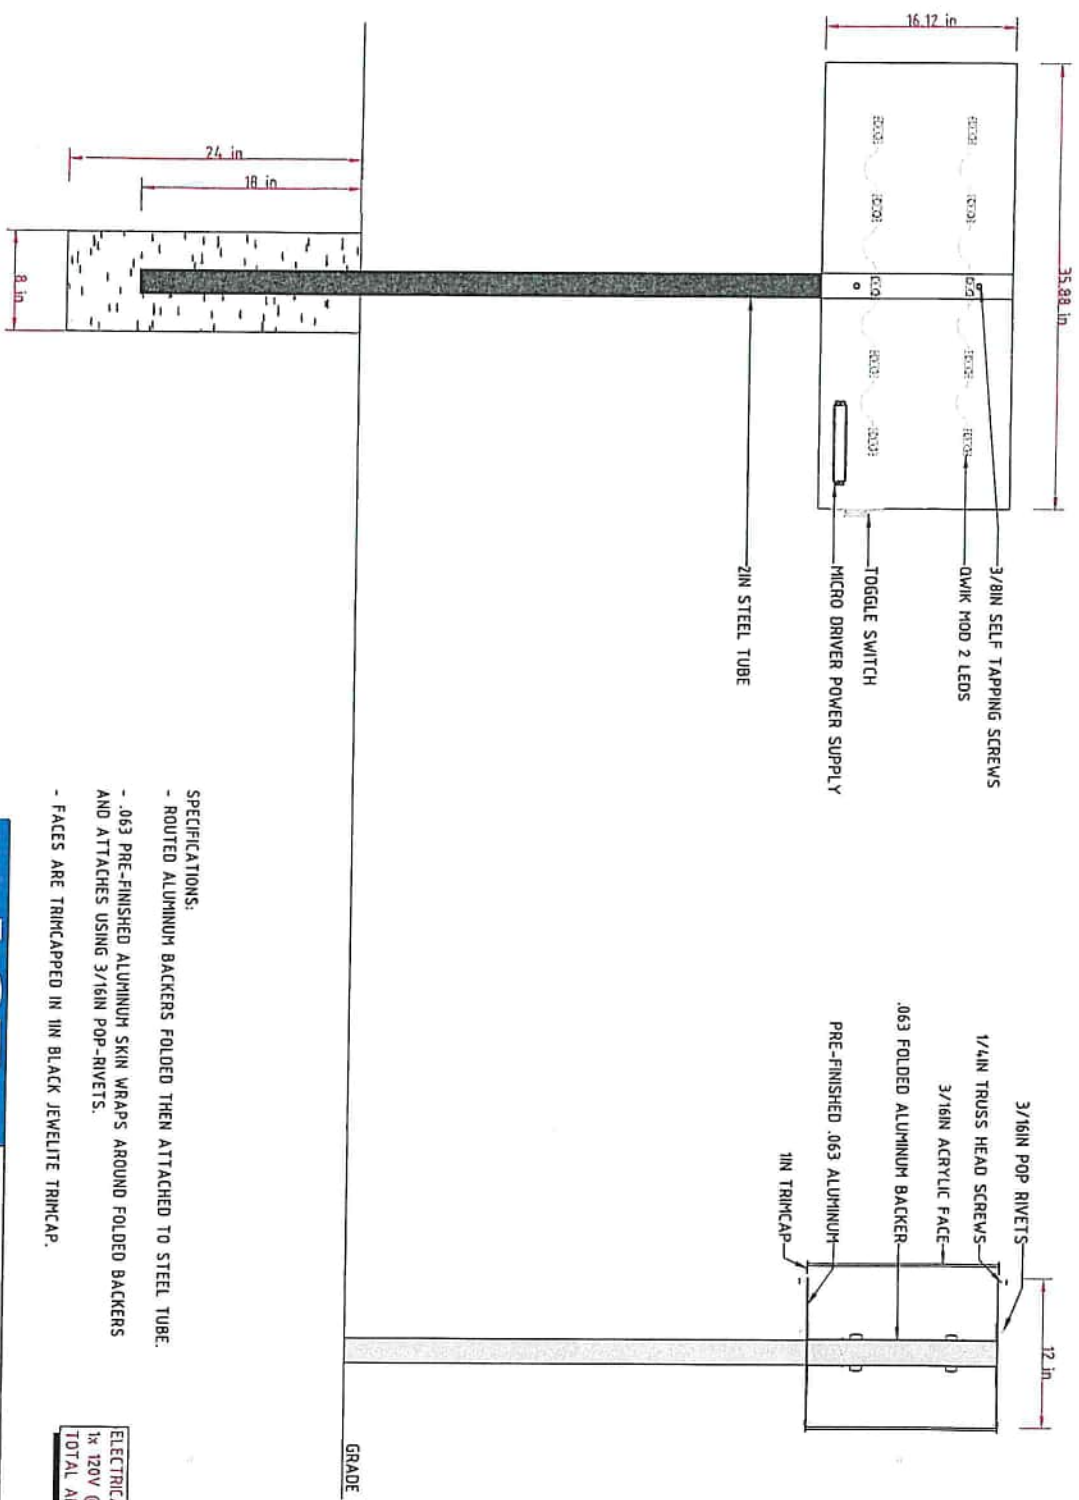 16.12 in
35.88 in
24 in
18 in
8 in
3/8IN SELF TAPPING SCREWS
QWIK MOD 2 LEDS
TOGGLE SWITCH
MICRO DRIVER POWER SUPPLY
2IN STEEL TUBE
3/16IN POP RIVETS
1/4IN TRUSS HEAD SCREWS
3/16IN ACRYLIC FACE
.063 FOLDED ALUMINUM BACKER
PRE-FINISHED .063 ALUMINUM
1IN TRIMCAP
12 in
GRADE
SPECIFICATIONS:
- ROUTED ALUMINUM BACKERS FOLDED THEN ATTACHED TO STEEL TUBE.
- .063 PRE-FINISHED ALUMINUM SKIN WRAPS AROUND FOLDED BACKERS
AND ATTACHES USING 3/16IN POP-RIVETS.
- FACES ARE TRIMCAPPED IN 1IN BLACK JEWELITE TRIMCAP.
1x 120V
TOTAL